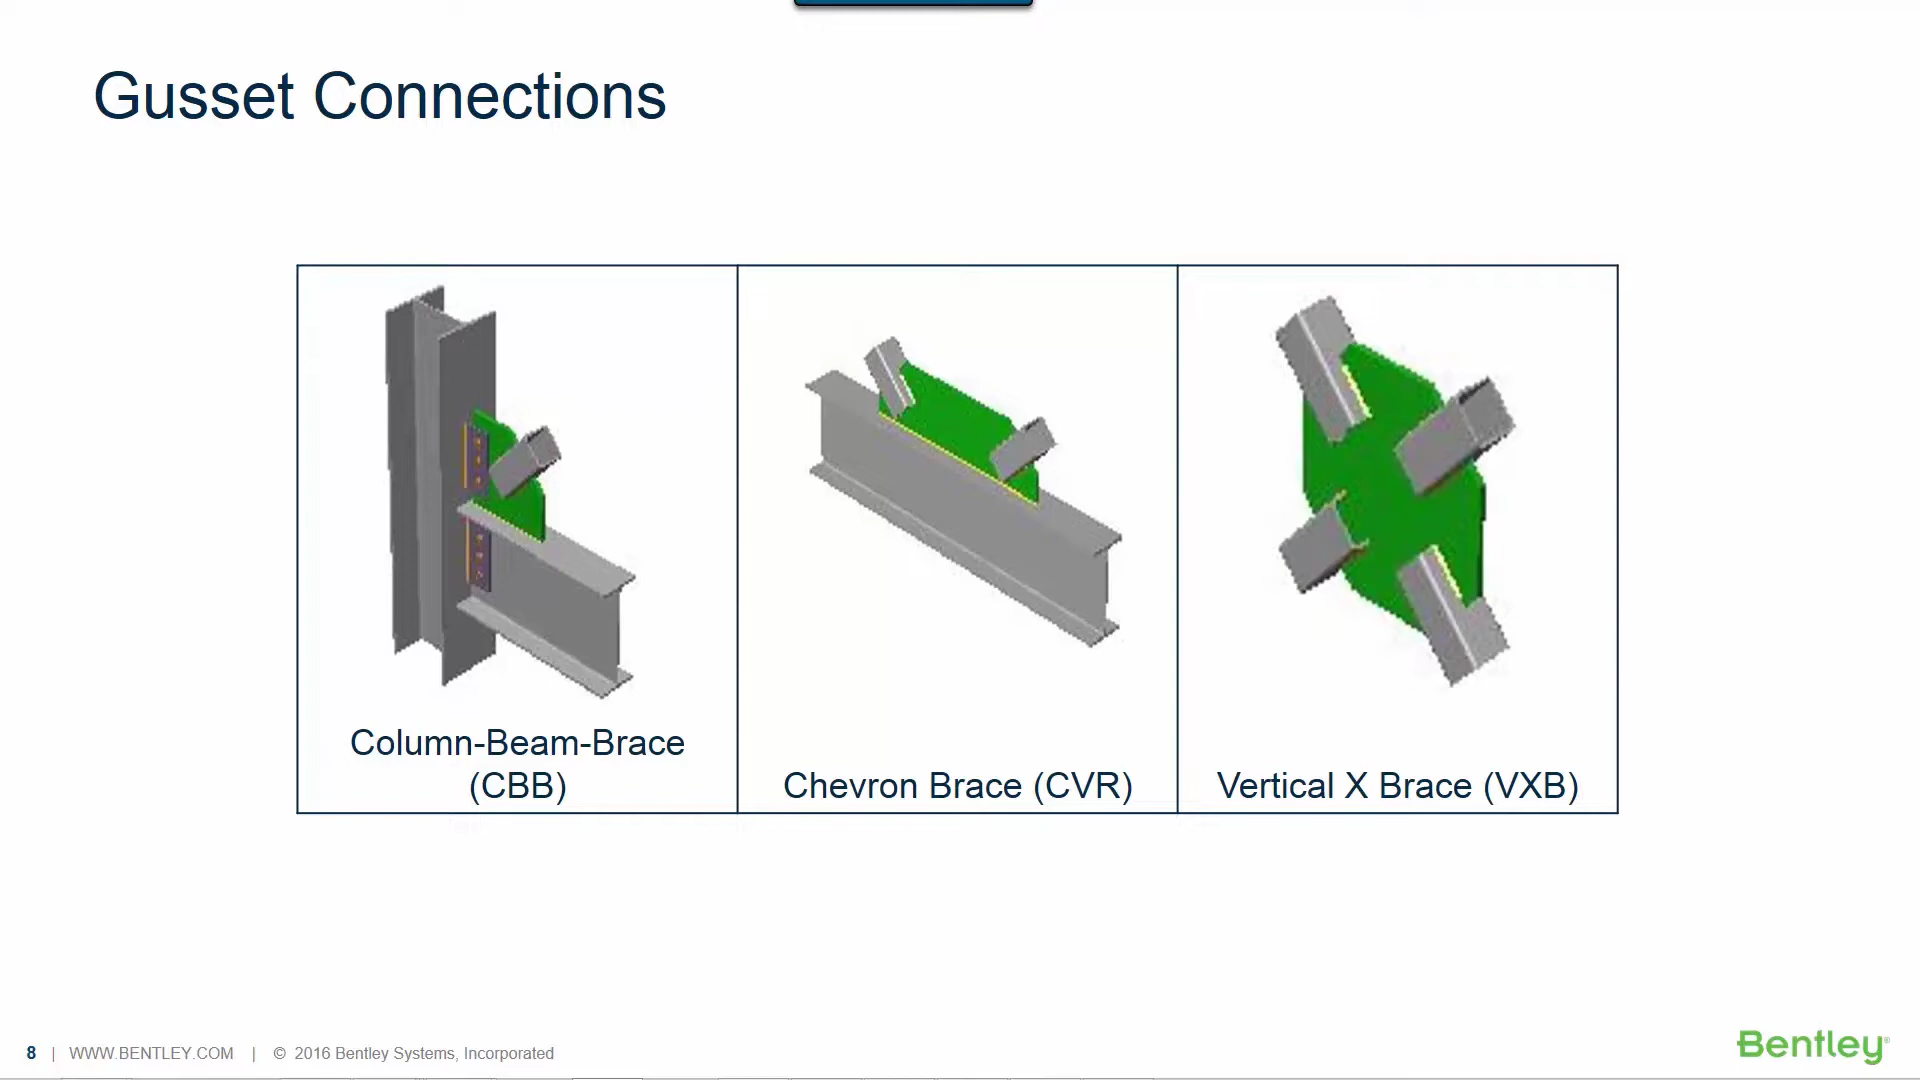 Gusset Connections
Column-Beam-Brace
(CBB)
Chevron Brace (CVR)
Vertical X Brace (VXB)
8 | WWW.BENTLEY.COM | © 2016 Bentley Systems, Incorporated
Bentley®